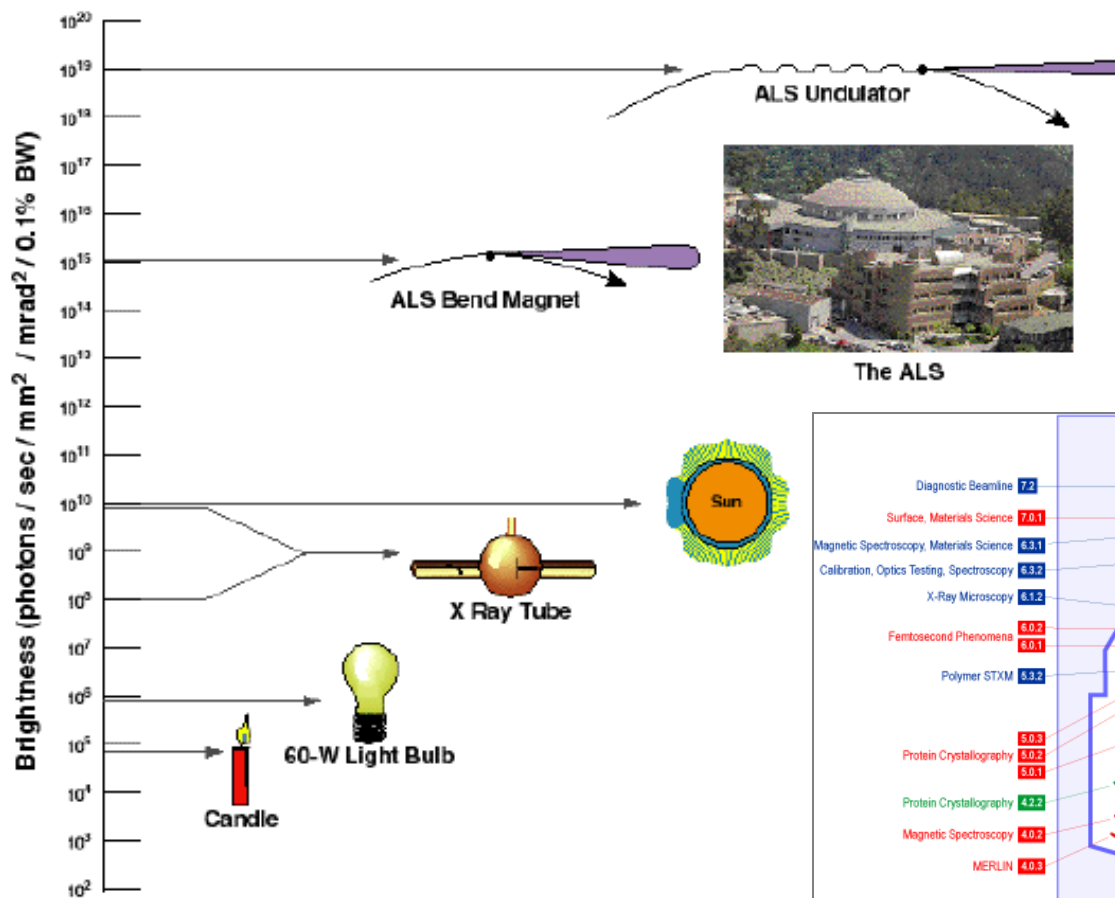 10²⁰
10¹⁹
ALS Undulator
10¹⁸
10¹⁷
10¹⁶
10¹⁵
ALS Bend Magnet
10¹⁴
10¹³
The ALS
10¹²
10¹¹
10¹⁰
Sun
10⁹
X Ray Tube
10⁸
10⁷
10⁶
60-W Light Bulb
10⁵
10⁴
Candle
10³
10²
Brightness (photons / sec / mm² / mrad² / 0.1% BW)
Diagnostic Beamline 7.2
Surface, Materials Science 7.0.1
Magnetic Spectroscopy, Materials Science 6.3.1
Calibration, Optics Testing, Spectroscopy 6.3.2
X-Ray Microscopy 6.1.2
6.0.2
Femtosecond Phenomena
6.0.1
Polymer STXM 5.3.2
5.0.3
Protein Crystallography 5.0.2
5.0.1
Protein Crystallography 4.2.2
Magnetic Spectroscopy 4.0.2
MERLIN 4.0.3